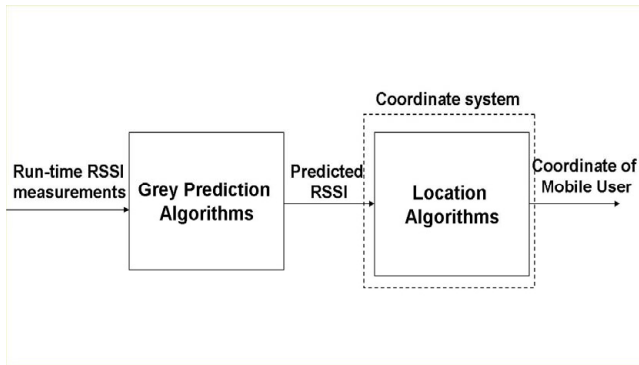 Coordinate system
Run-time RSSI
measurements
Grey Prediction
Algorithms
Predicted
RSSI
Location
Algorithms
Coordinate of
Mobile User